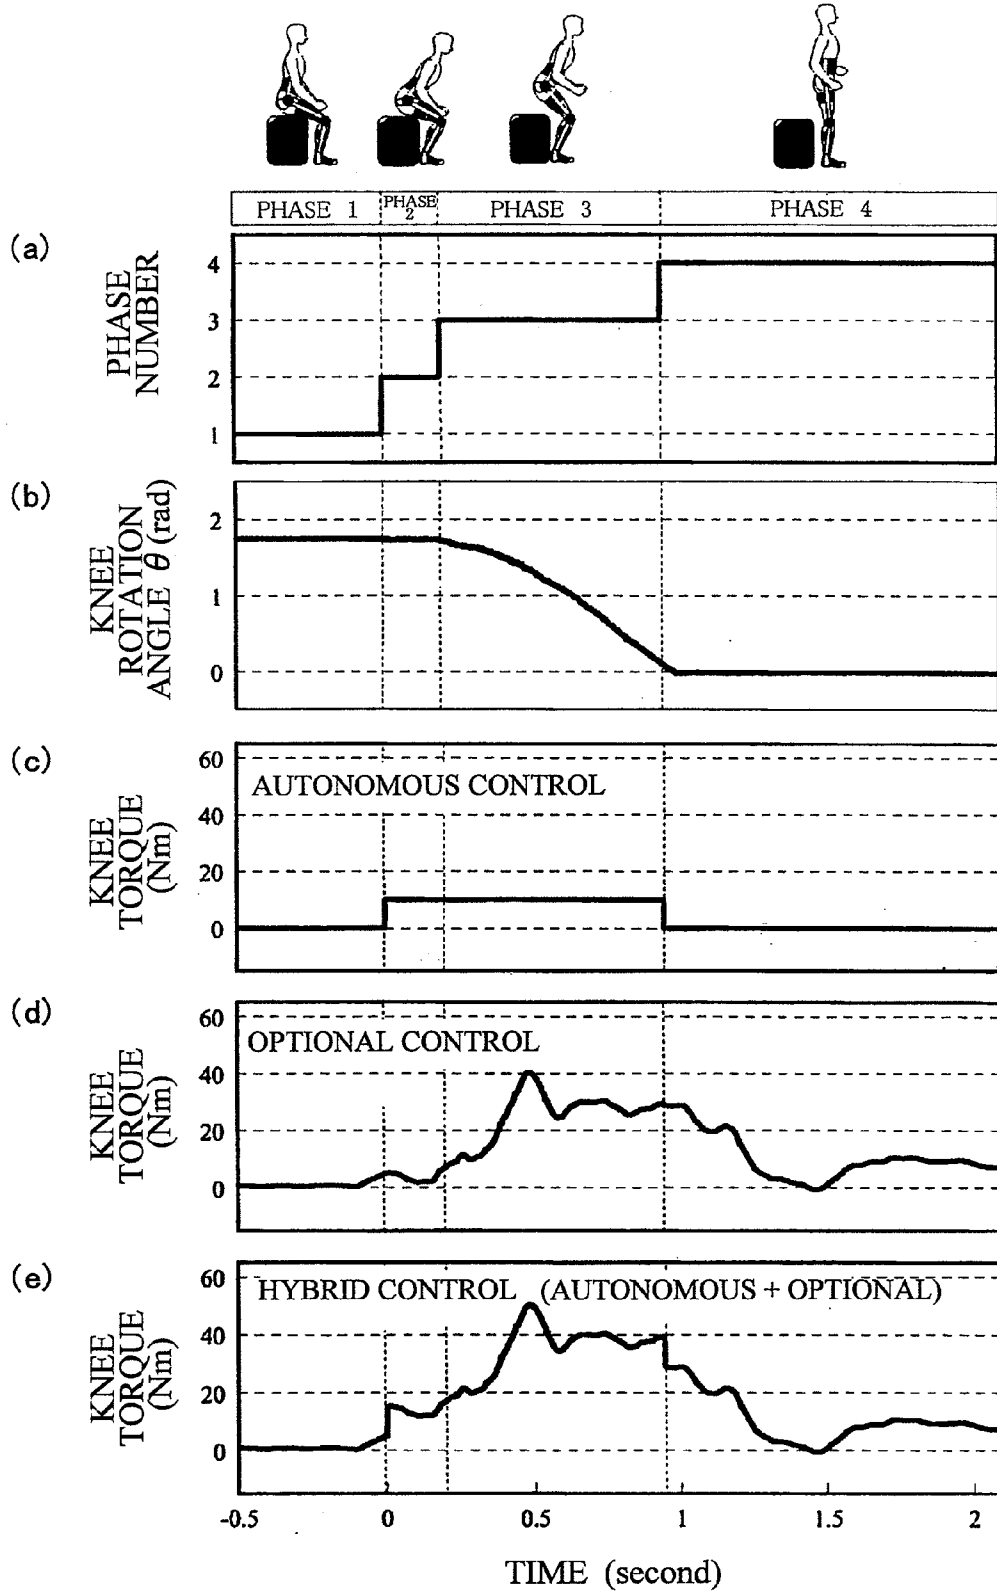 PHASE 1 PHASE 2 PHASE 3 PHASE 4
(a)
PHASE
NUMBER
4
3
2
1
(b)
KNEE
ROTATION
ANGLE θ (rad)
2
1
0
(c)
KNEE
TORQUE
(Nm)
60
40
20
0
AUTONOMOUS CONTROL
(d)
KNEE
TORQUE
(Nm)
60
40
20
0
OPTIONAL CONTROL
(e)
KNEE
TORQUE
(Nm)
60
40
20
0
HYBRID CONTROL (AUTONOMOUS + OPTIONAL)
-0.5 0 0.5 1 1.5 2
TIME (second)